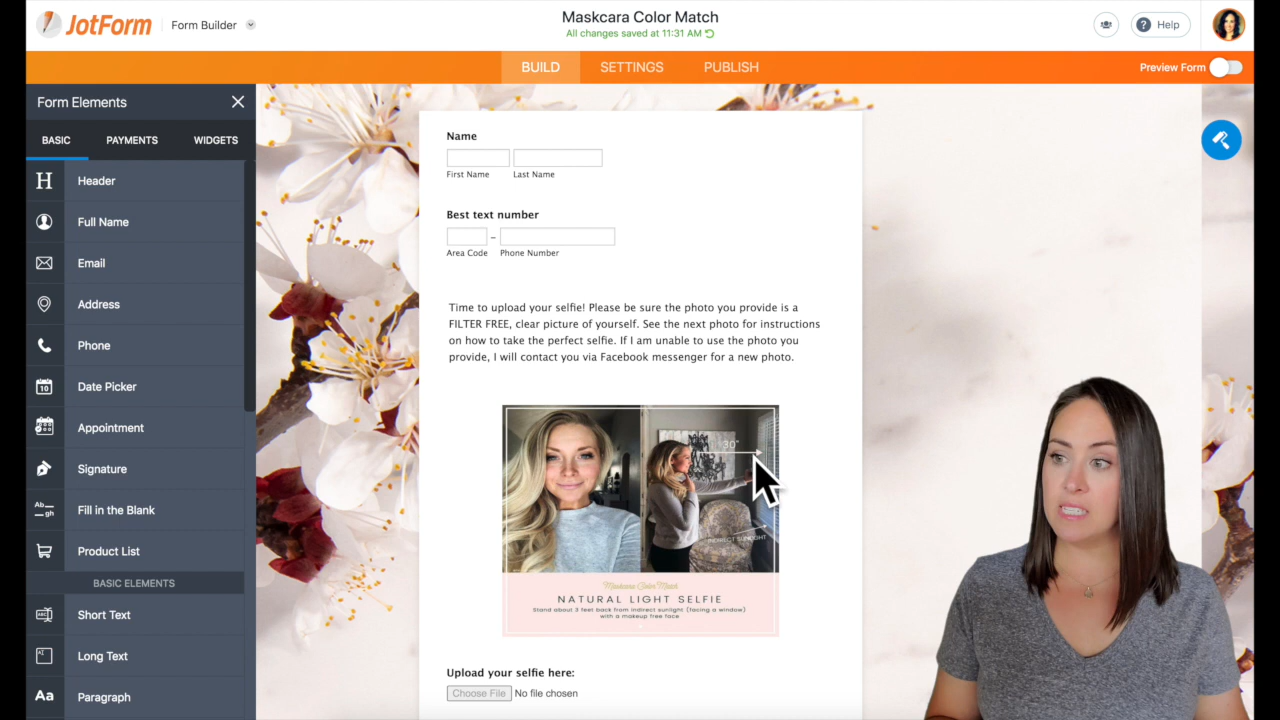 JotForm
Form Builder
Maskcara Color Match
All changes saved at 11:31 AM
Help
BUILD
SETTINGS
PUBLISH
Preview Form
Form Elements
BASIC
PAYMENTS
WIDGETS
H
Header
Full Name
Email
Address
Phone
10
Date Picker
Appointment
Signature
Ab
gh
Fill in the Blank
Product List
BASIC ELEMENTS
Short Text
Long Text
Aa
Paragraph
Name
First Name
Last Name
Best text number
–
Area Code
Phone Number
Time to upload your selfie! Please be sure the photo you provide is a
FILTER FREE, clear picture of yourself. See the next photo for instructions
on how to take the perfect selfie. If I am unable to use the photo you
provide, I will contact you via Facebook messenger for a new photo.
30"
INDIRECT SUNLIGHT
Maskcara Color Match
NATURAL LIGHT SELFIE
Stand about 3 feet back from indirect sunlight (facing a window)
with a makeup free face
Upload your selfie here:
Choose File
No file chosen